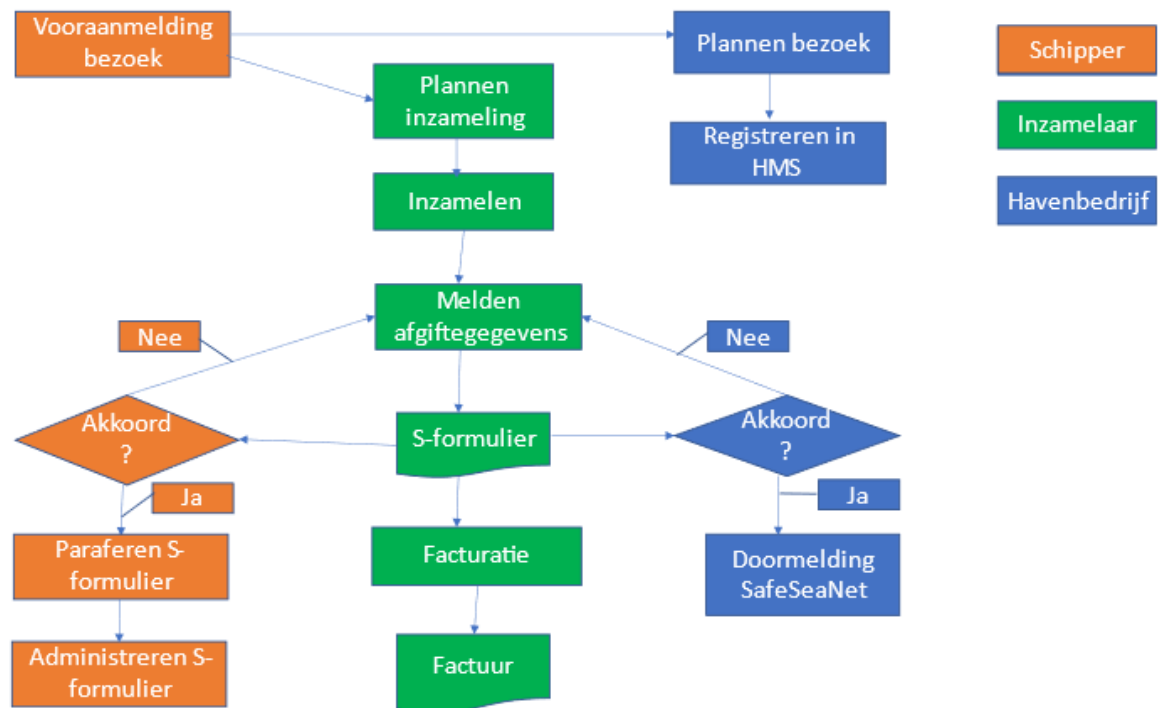 Vooraanmelding
bezoek
Plannen bezoek
Schipper
Plannen
inzameling
Inzamelaar
Registreren in
HMS
Inzamelen
Havenbedrijf
Melden
afgiftegegevens
Nee
Nee
Akkoord
?
S-formulier
Akkoord
?
Ja
Ja
Paraferen S-
formulier
Facturatie
Doormelding
SafeSeaNet
Administreren S-
formulier
Factuur